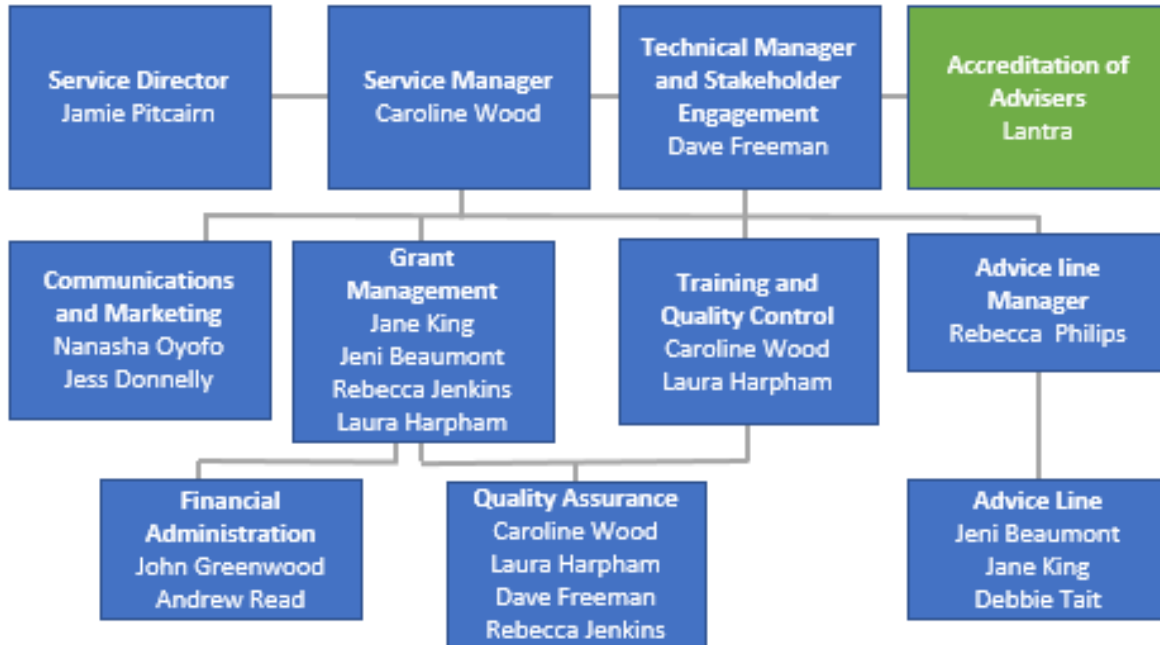 Service Director
Jamie Pitcairn
Service Manager
Caroline Wood
Technical Manager
and Stakeholder
Engagement
Dave Freeman
Accreditation of
Advisers
Lantra
Communications
and Marketing
Nanasha Oyofo
Jess Donnelly
Grant
Management
Jane King
Jeni Beaumont
Rebecca Jenkins
Laura Harpham
Training and
Quality Control
Caroline Wood
Laura Harpham
Advice line
Manager
Rebecca Philips
Financial
Administration
John Greenwood
Andrew Read
Quality Assurance
Caroline Wood
Laura Harpham
Dave Freeman
Rebecca Jenkins
Advice Line
Jeni Beaumont
Jane King
Debbie Tait